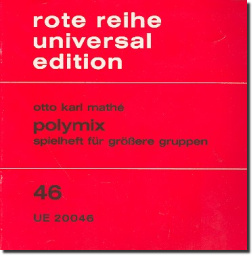 rote reihe
universal
edition
otto karl mathé
polymix
spielheft für größere gruppen
46
UE 20046